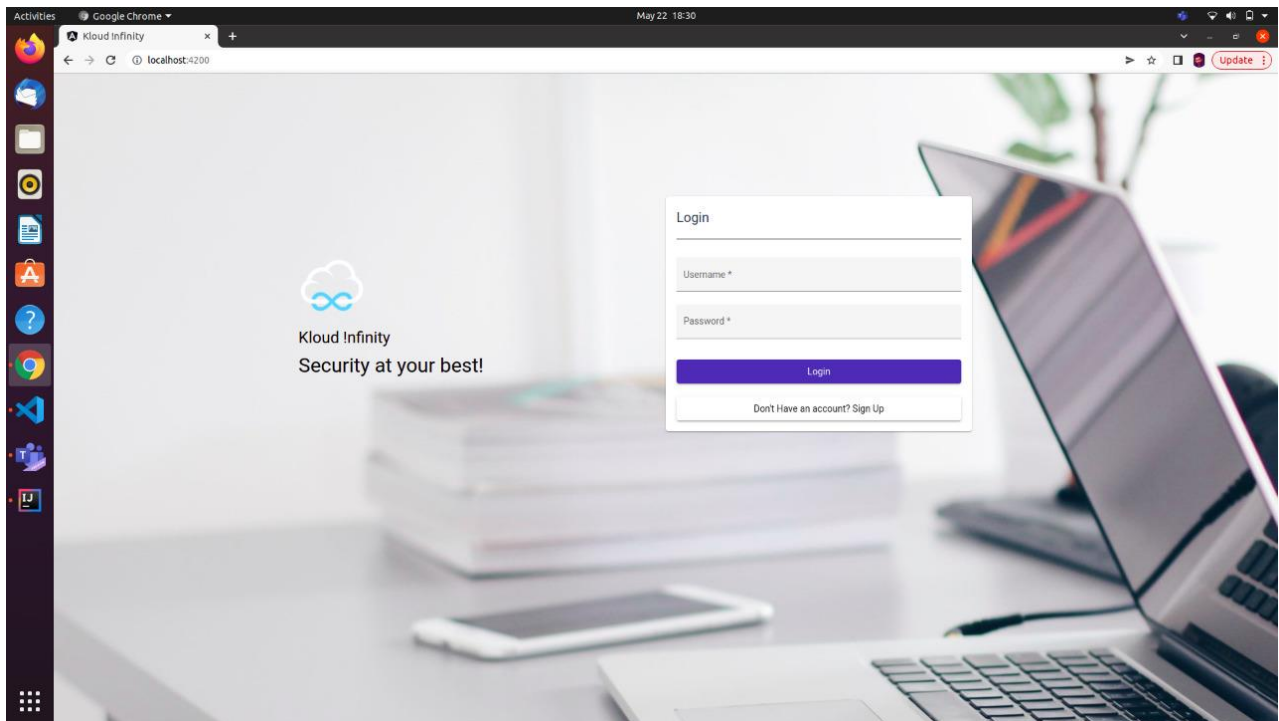 Activities
Google Chrome
May 22 18:30
Kloud Infinity
localhost:4200
Update
Login
Username *
Password *
Kloud !nfinity
Security at your best!
Login
Don't Have an account? Sign Up